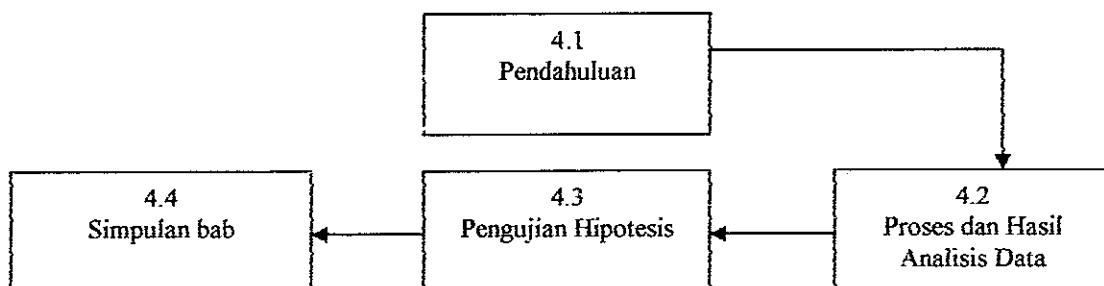 4.1
Pendahuluan
4.4
Simpulan bab
4.3
Pengujian Hipotesis
4.2
Proses dan Hasil
Analisis Data